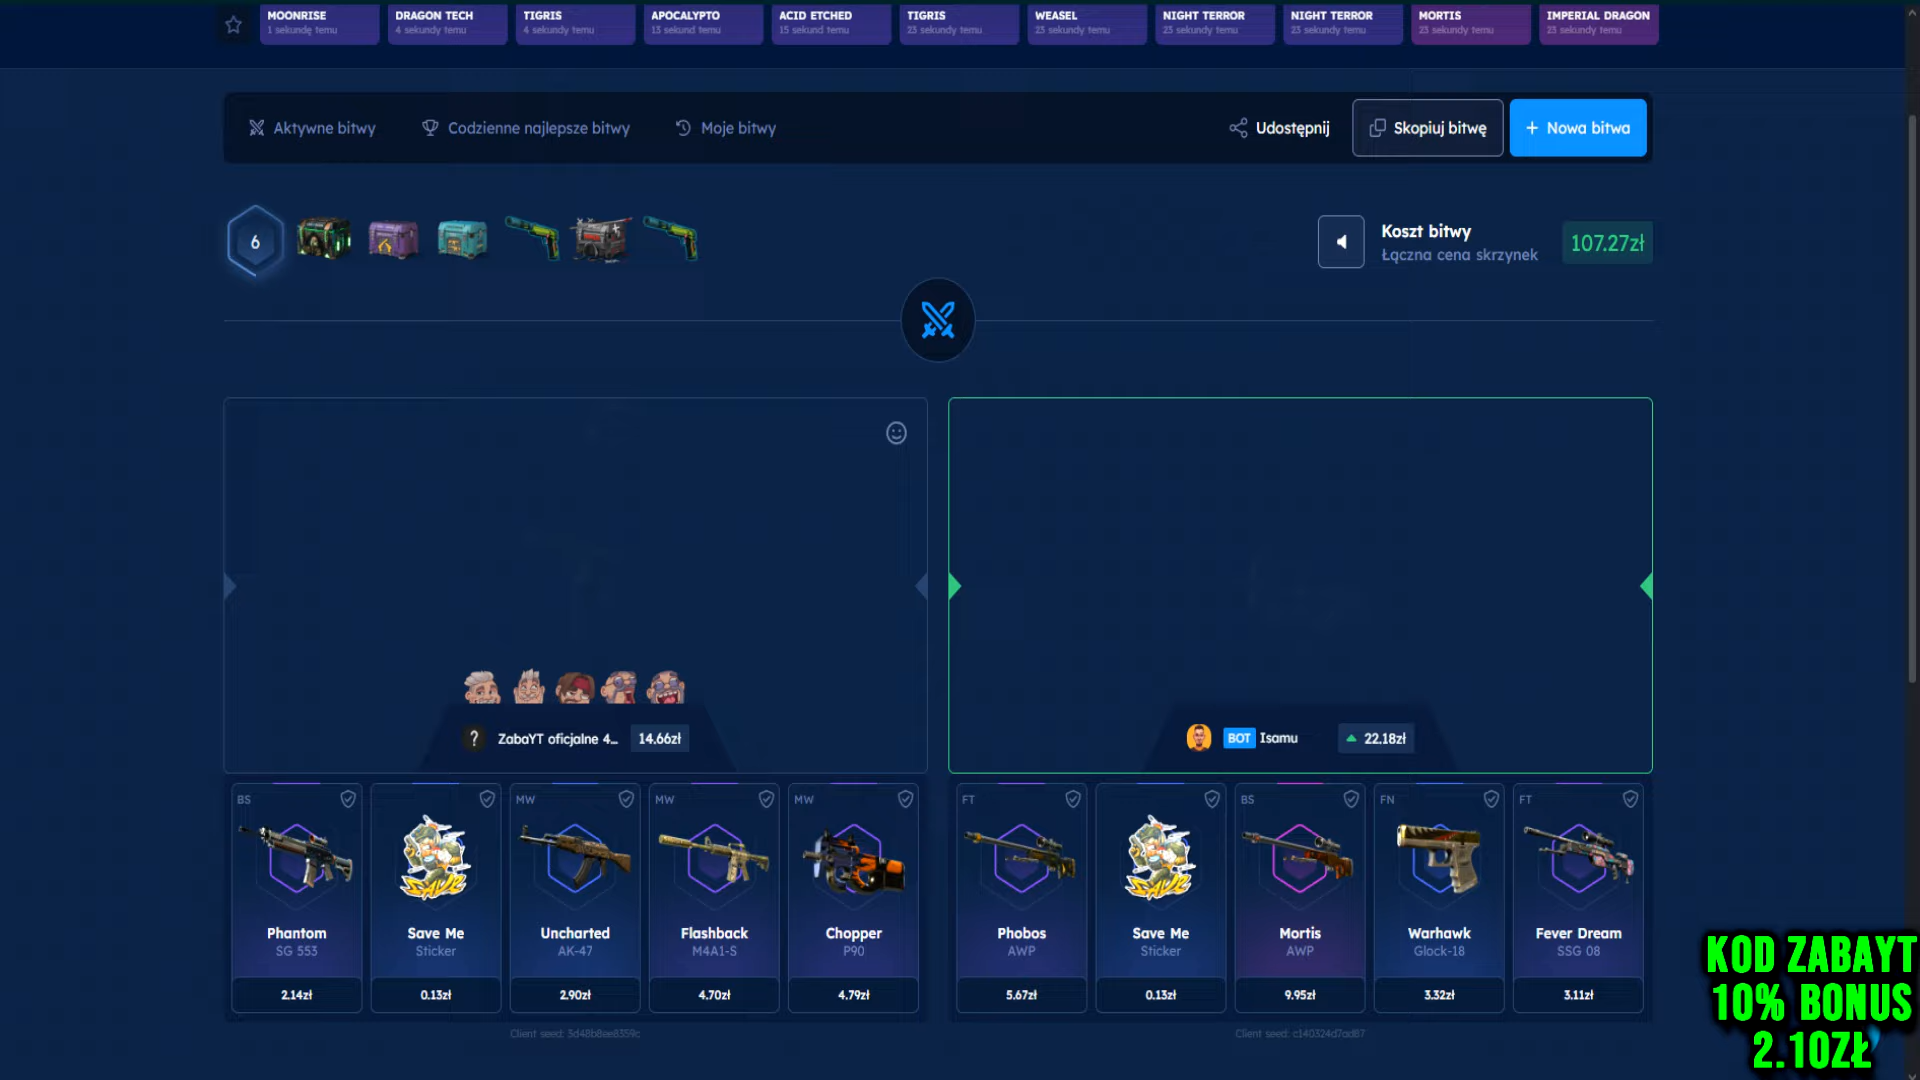 MOONRISE
1 sekundę temu
DRAGON TECH
4 sekundy temu
TIGRIS
4 sekundy temu
APOCALYPTO
13 sekund temu
ACID ETCHED
15 sekund temu
TIGRIS
23 sekundy temu
WEASEL
23 sekundy temu
NIGHT TERROR
23 sekundy temu
NIGHT TERROR
23 sekundy temu
MORTIS
23 sekundy temu
IMPERIAL DRAGON
23 sekundy temu
Aktywne bitwy
Codzienne najlepsze bitwy
Moje bitwy
Udostępnij
Skopiuj bitwę
+ Nowa bitwa
6
Koszt bitwy
Łączna cena skrzynek
107.27zł
? ZabaYT oficjalne 4... 14.66zł
BOT Isamu 22.18zł
BS
Phantom
SG 553
2.14zł
Save Me
Sticker
0.13zł
MW
Uncharted
AK-47
2.90zł
MW
Flashback
M4A1-S
4.70zł
MW
Chopper
P90
4.79zł
FT
Phobos
AWP
5.67zł
Save Me
Sticker
0.13zł
BS
Mortis
AWP
9.95zł
FN
Warhawk
Glock-18
3.32zł
FT
Fever Dream
SSG 08
3.11zł
Client seed: 3d48b8ee8359c
Client seed: c140324d7ad87
KOD ZABAYT
10% BONUS
2.10ZŁ